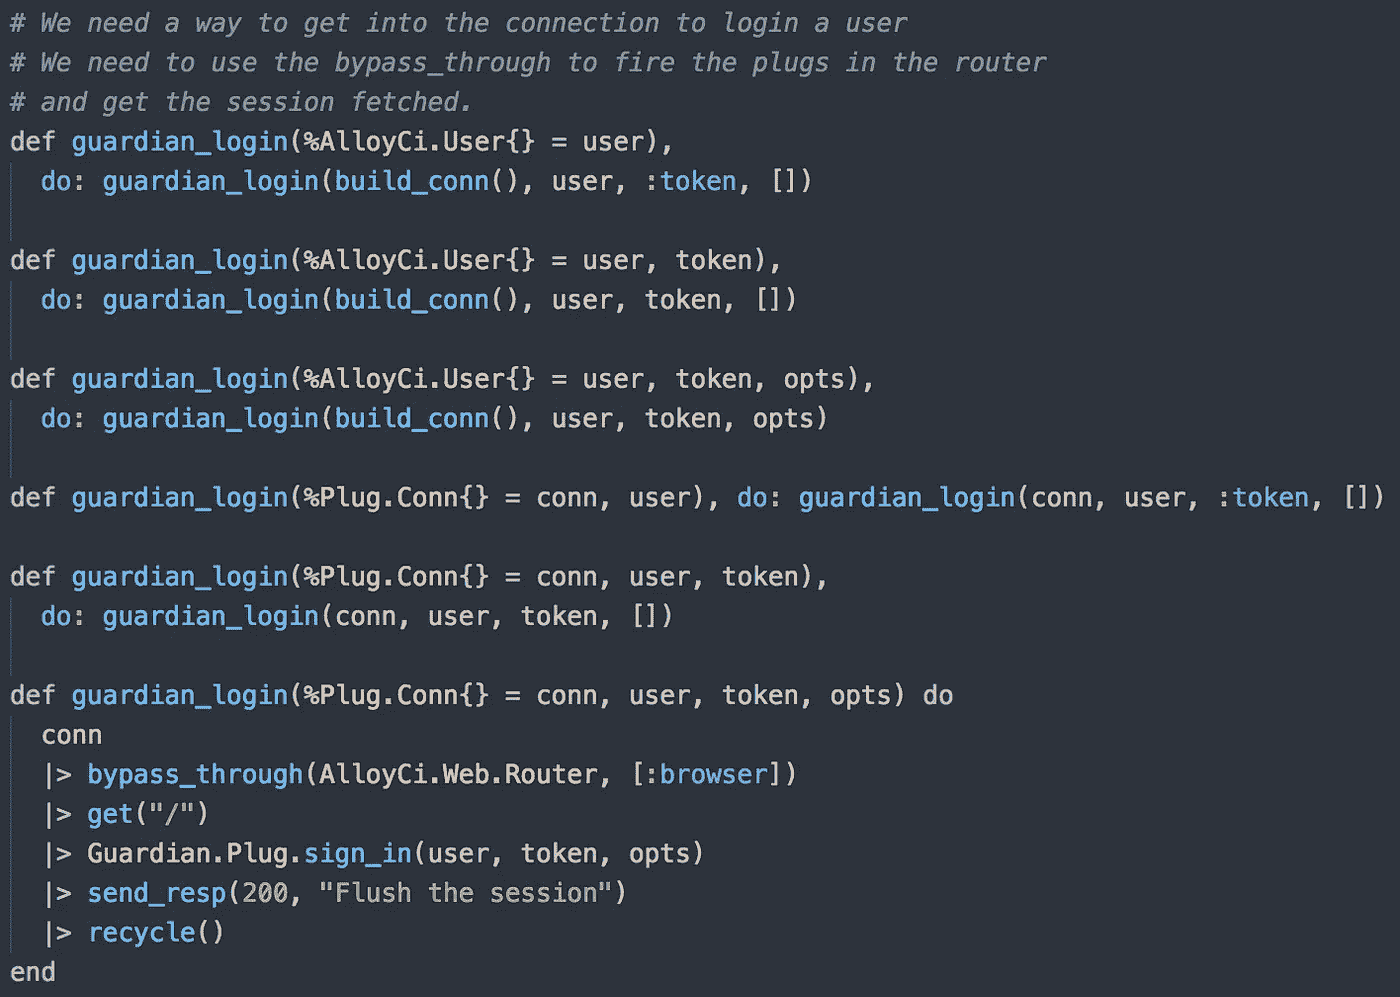 # We need a way to get into the connection to login a user
# We need to use the bypass_through to fire the plugs in the router
# and get the session fetched.
def guardian_login(%AlloyCi.User{} = user),
  do: guardian_login(build_conn(), user, :token, [])

def guardian_login(%AlloyCi.User{} = user, token),
  do: guardian_login(build_conn(), user, token, [])

def guardian_login(%AlloyCi.User{} = user, token, opts),
  do: guardian_login(build_conn(), user, token, opts)

def guardian_login(%Plug.Conn{} = conn, user), do: guardian_login(conn, user, :token, [])

def guardian_login(%Plug.Conn{} = conn, user, token),
  do: guardian_login(conn, user, token, [])

def guardian_login(%Plug.Conn{} = conn, user, token, opts) do
  conn
  |> bypass_through(AlloyCi.Web.Router, [:browser])
  |> get("/")
  |> Guardian.Plug.sign_in(user, token, opts)
  |> send_resp(200, "Flush the session")
  |> recycle()
end